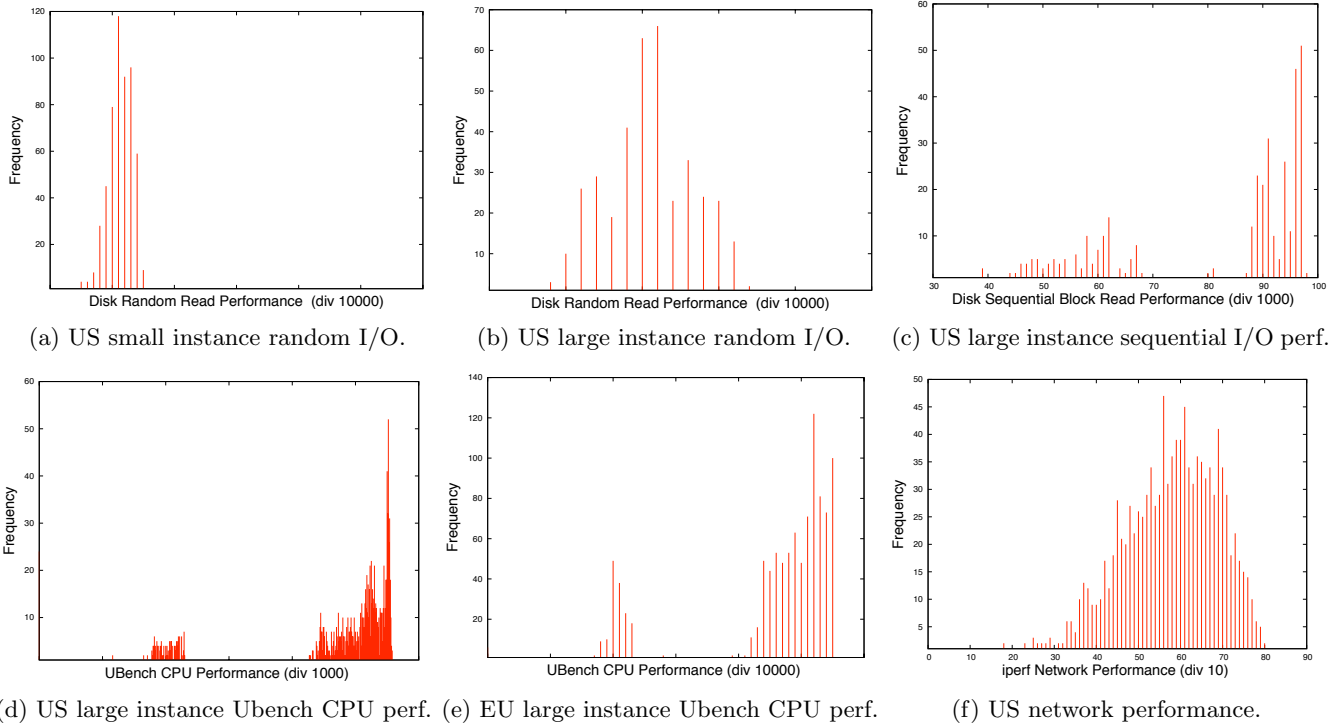 120
100
80
60
40
20
Frequency
Disk Random Read Performance (div 10000)
(a) US small instance random I/O.
70
60
50
40
30
20
10
Frequency
Disk Random Read Performance (div 10000)
(b) US large instance random I/O.
60
50
40
30
20
10
Frequency
30 40 50 60 70 80 90 100
Disk Sequential Block Read Performance (div 1000)
(c) US large instance sequential I/O perf.
60
50
40
30
20
10
Frequency
UBench CPU Performance (div 1000)
(d) US large instance Ubench CPU perf.
140
120
100
80
60
40
20
Frequency
UBench CPU Performance (div 10000)
(e) EU large instance Ubench CPU perf.
50
45
40
35
30
25
20
15
10
5
Frequency
0 10 20 30 40 50 60 70 80 90
iperf Network Performance (div 10)
(f) US network performance.